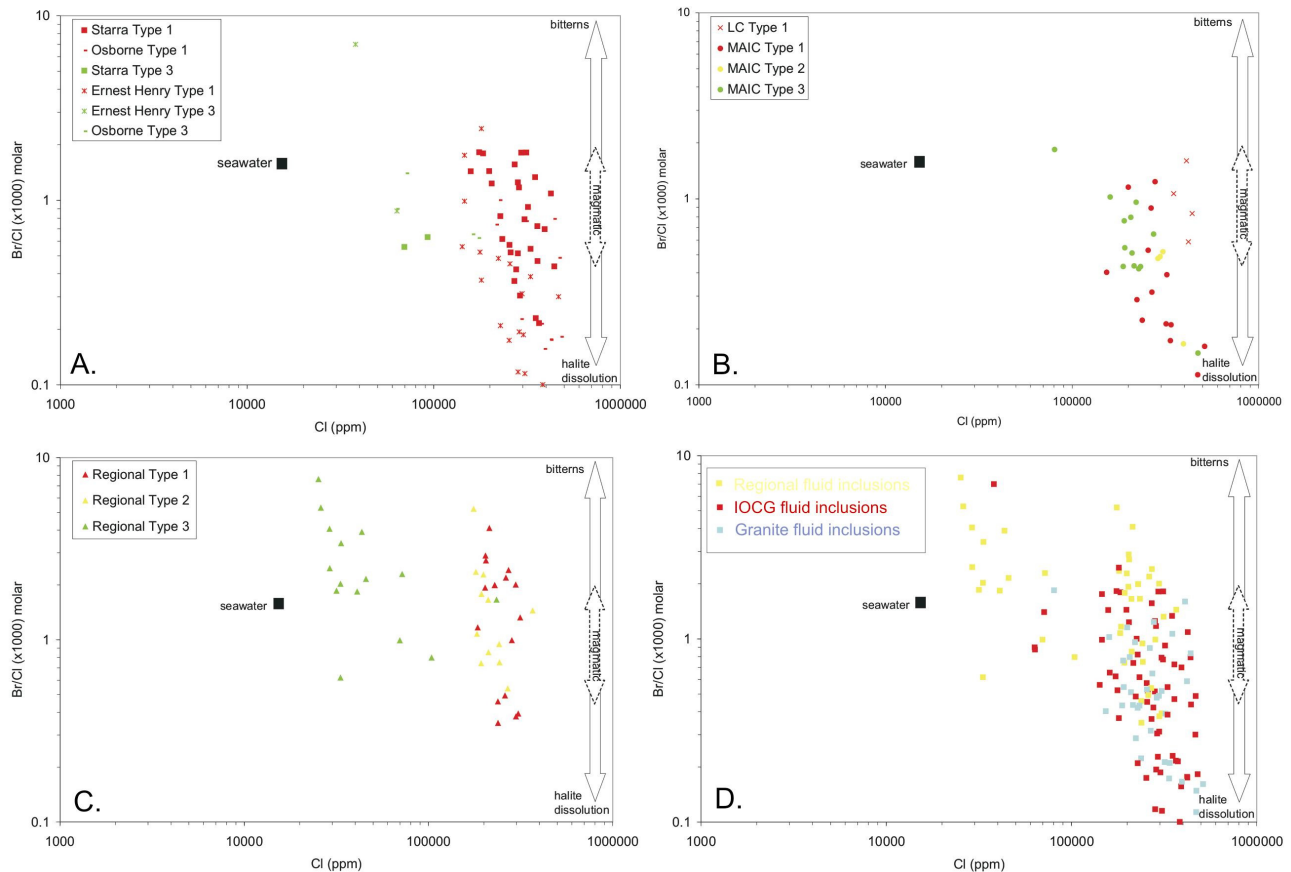 10
1
0.1
Br/Cl (x1000) molar
Starra Type 1
Osborne Type 1
Starra Type 3
Ernest Henry Type 1
Ernest Henry Type 3
Osborne Type 3
seawater
bitterns
magmatic
halite
dissolution
A.
1000
10000
100000
1000000
Cl (ppm)
10
1
0.1
Br/Cl (x1000) molar
LC Type 1
MAIC Type 1
MAIC Type 2
MAIC Type 3
seawater
bitterns
magmatic
halite
dissolution
B.
1000
10000
100000
1000000
Cl (ppm)
10
1
0.1
Br/Cl (x1000) molar
Regional Type 1
Regional Type 2
Regional Type 3
seawater
bitterns
magmatic
halite
dissolution
C.
1000
10000
100000
1000000
Cl (ppm)
10
1
0.1
Br/Cl (x1000) molar
Regional fluid inclusions
IOCG fluid inclusions
Granite fluid inclusions
seawater
bitterns
magmatic
halite
dissolution
D.
1000
10000
100000
1000000
Cl (ppm)